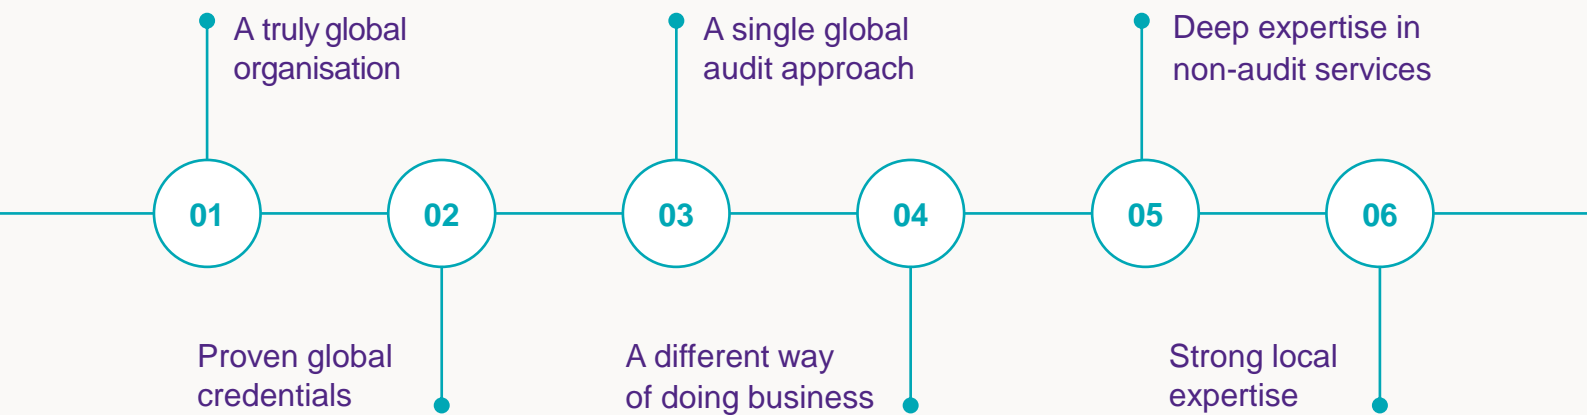 A truly global
organisation
A single global
audit approach
Deep expertise in
non-audit services
01
02
03
04
05
06
Proven global
credentials
A different way
of doing business
Strong local
expertise